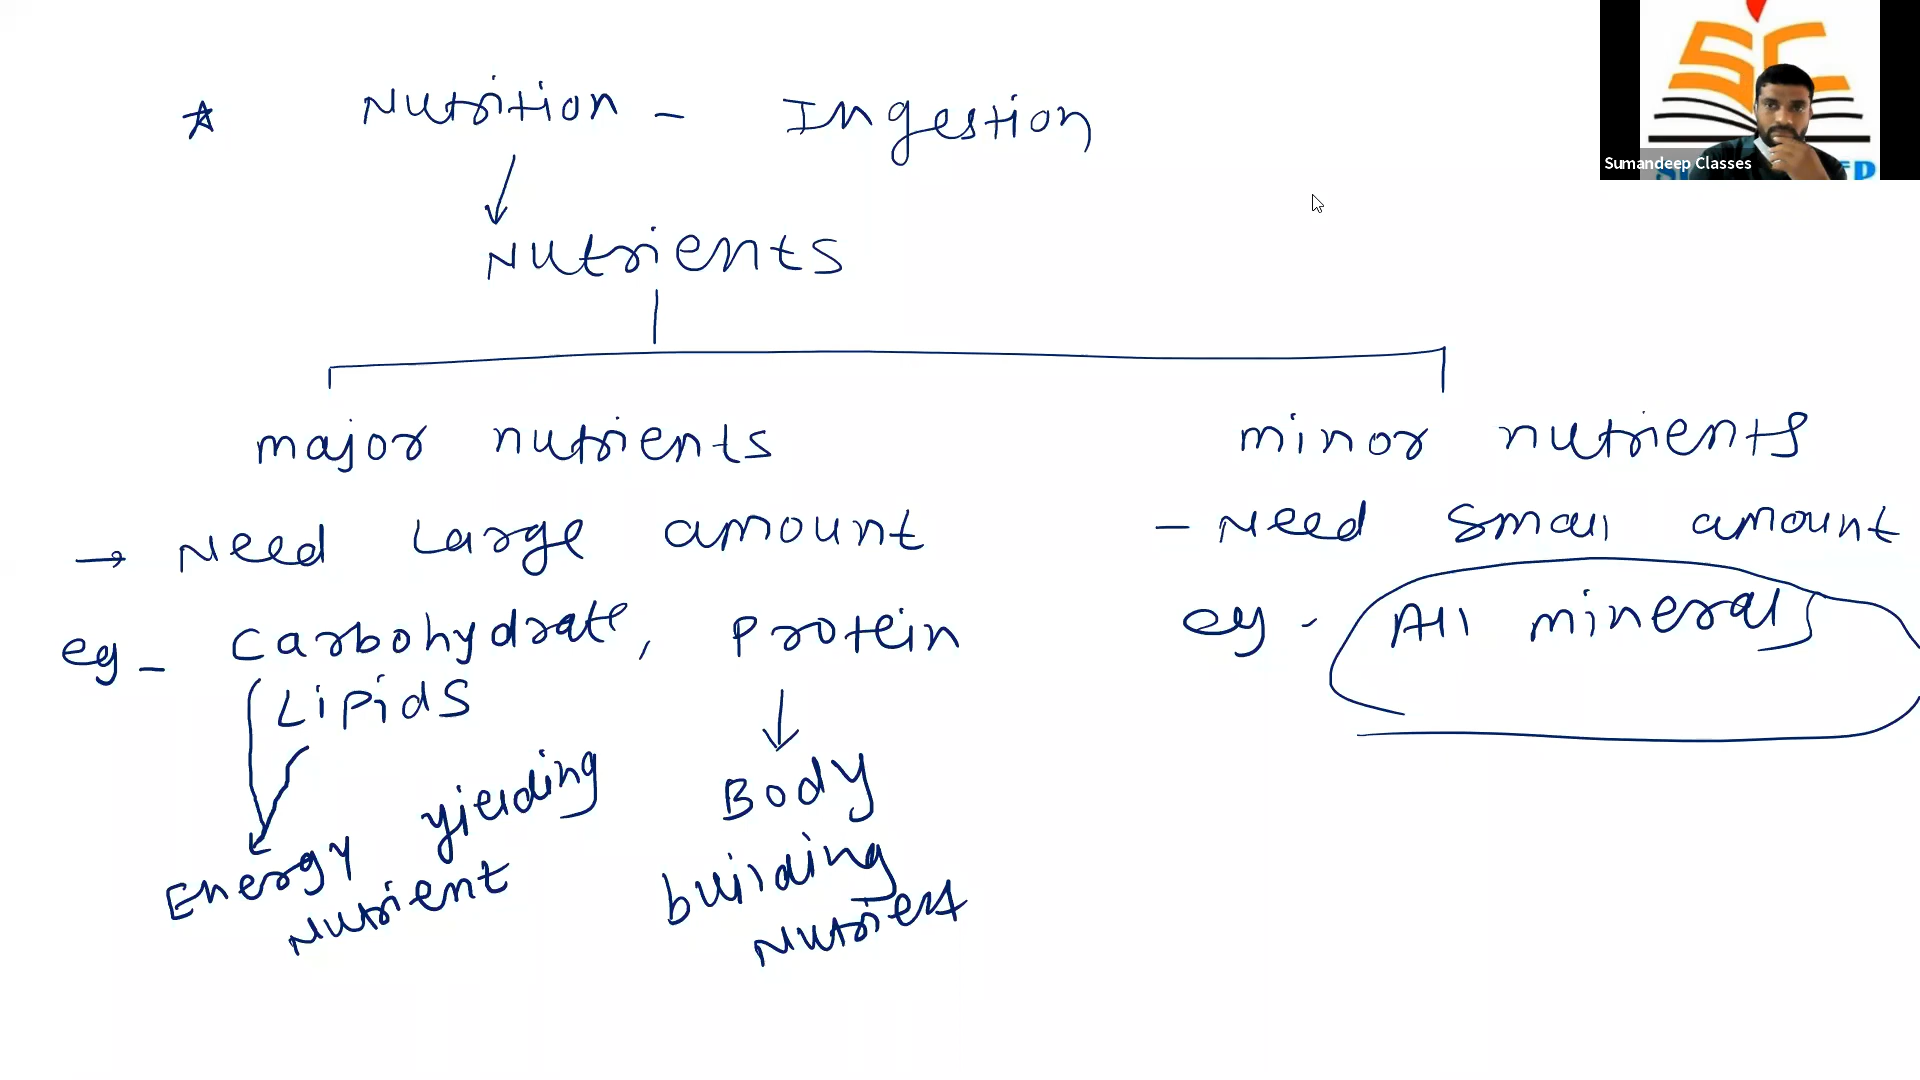 ☆ Nutrition - Ingestion
Nutrients
major nutrients
→ Need Large amount
eg - Carbohydrate, Protein
Lipids
Energy yielding
Nutrient
Body
building
Nutrient
minor nutrients
- Need Small amount
eg - All minerals
SC
Sumandeep Classes